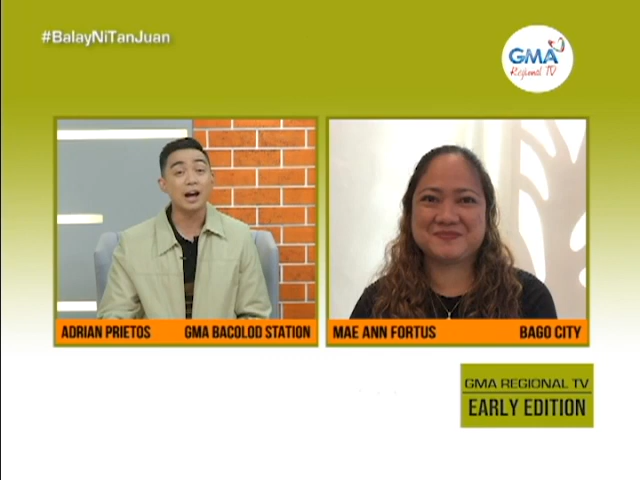 #BalayNiTanJuan
GMA
Regional TV
ADRIAN PRIETOS GMA BACOLOD STATION
MAE ANN FORTUS BAGO CITY
GMA REGIONAL TV
EARLY EDITION